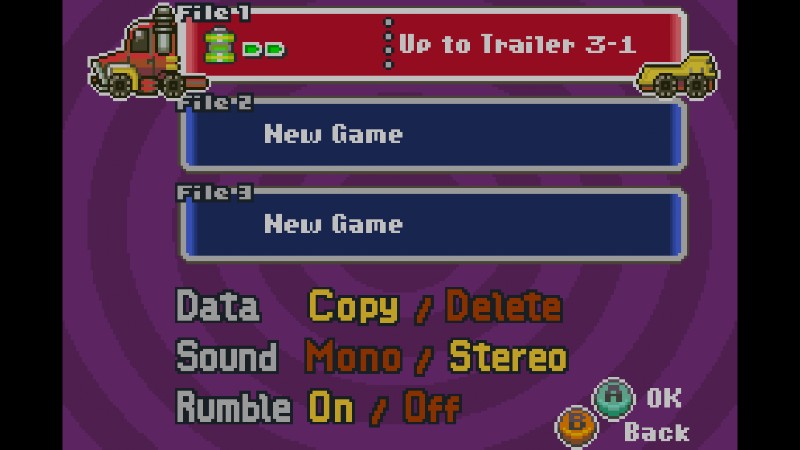 File 1
Up to Trailer 3-1
File 2
New Game
File 3
New Game
Data Copy / Delete
Sound Mono / Stereo
Rumble On / Off
A OK
B Back